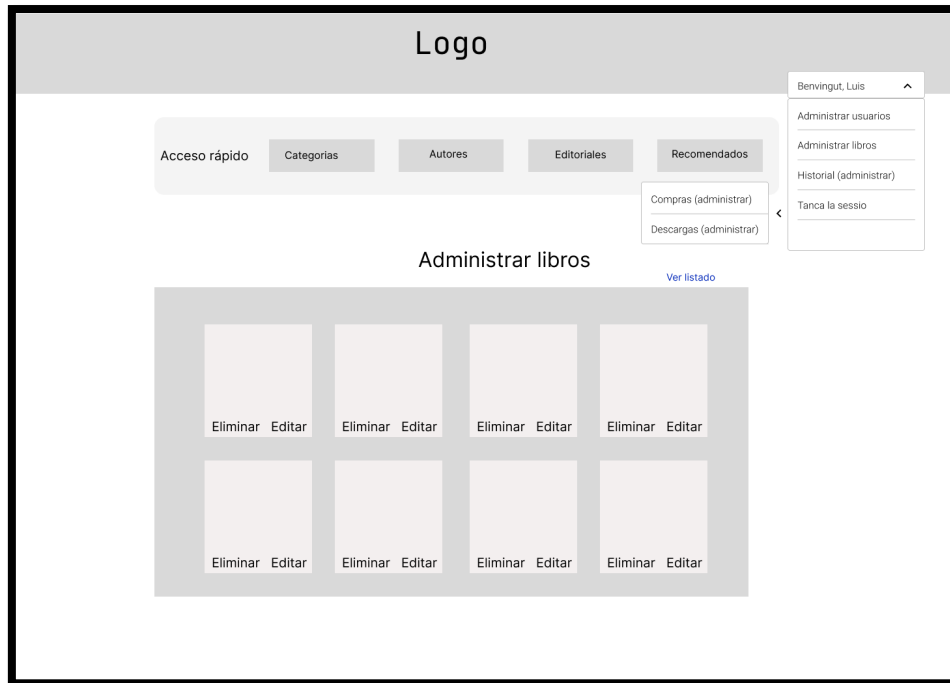 Logo
Benvingut, Luis
Administrar usuarios
Administrar libros
Historial (administrar)
Tanca la sessio
Acceso rápido
Categorias
Autores
Editoriales
Recomendados
Compras (administrar)
Descargas (administrar)
Administrar libros
Ver listado
Eliminar Editar Eliminar Editar Eliminar Editar Eliminar Editar
Eliminar Editar Eliminar Editar Eliminar Editar Eliminar Editar